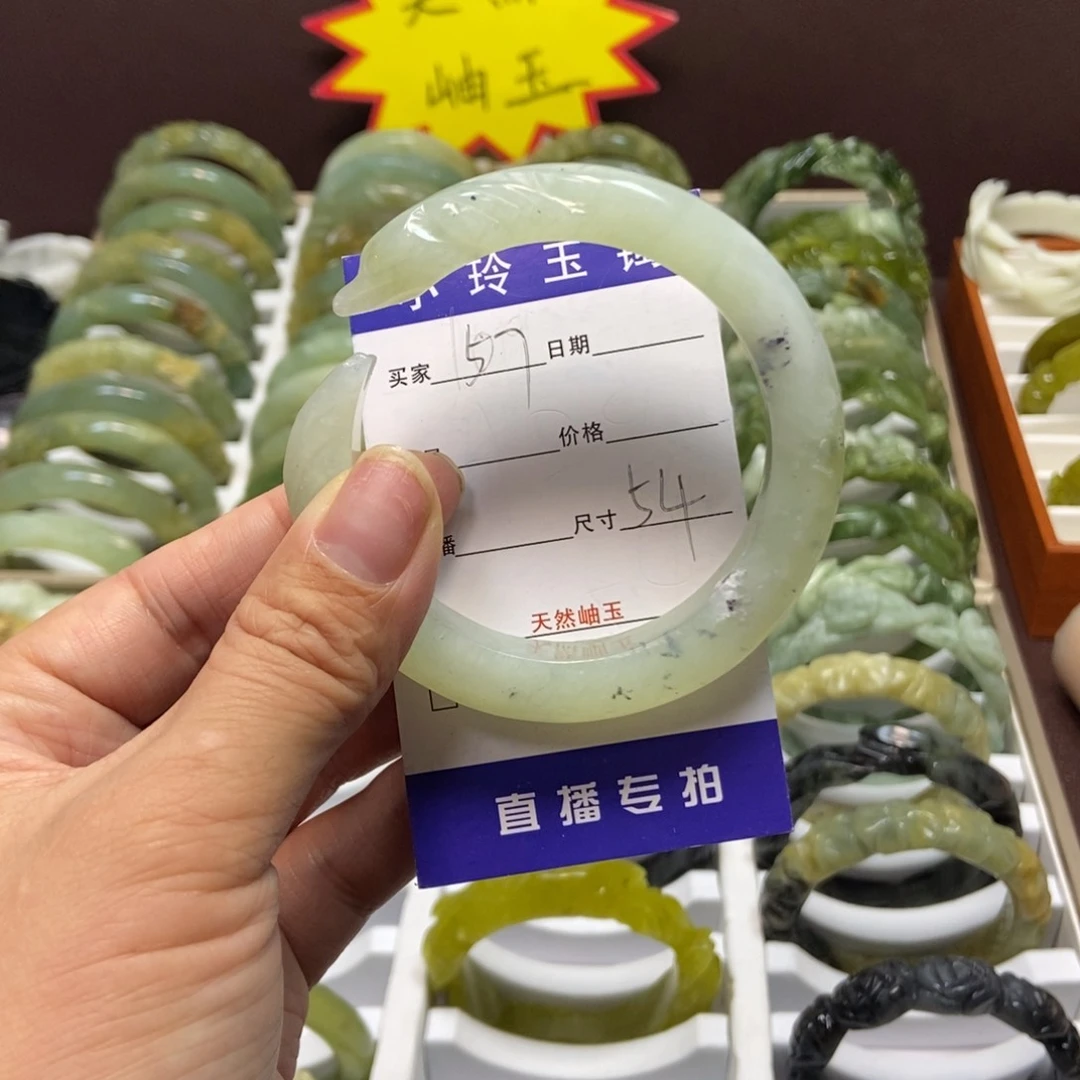 岫玉
玲玉
买家 157 日期
价格
尺寸 54
天然岫玉
直播专拍